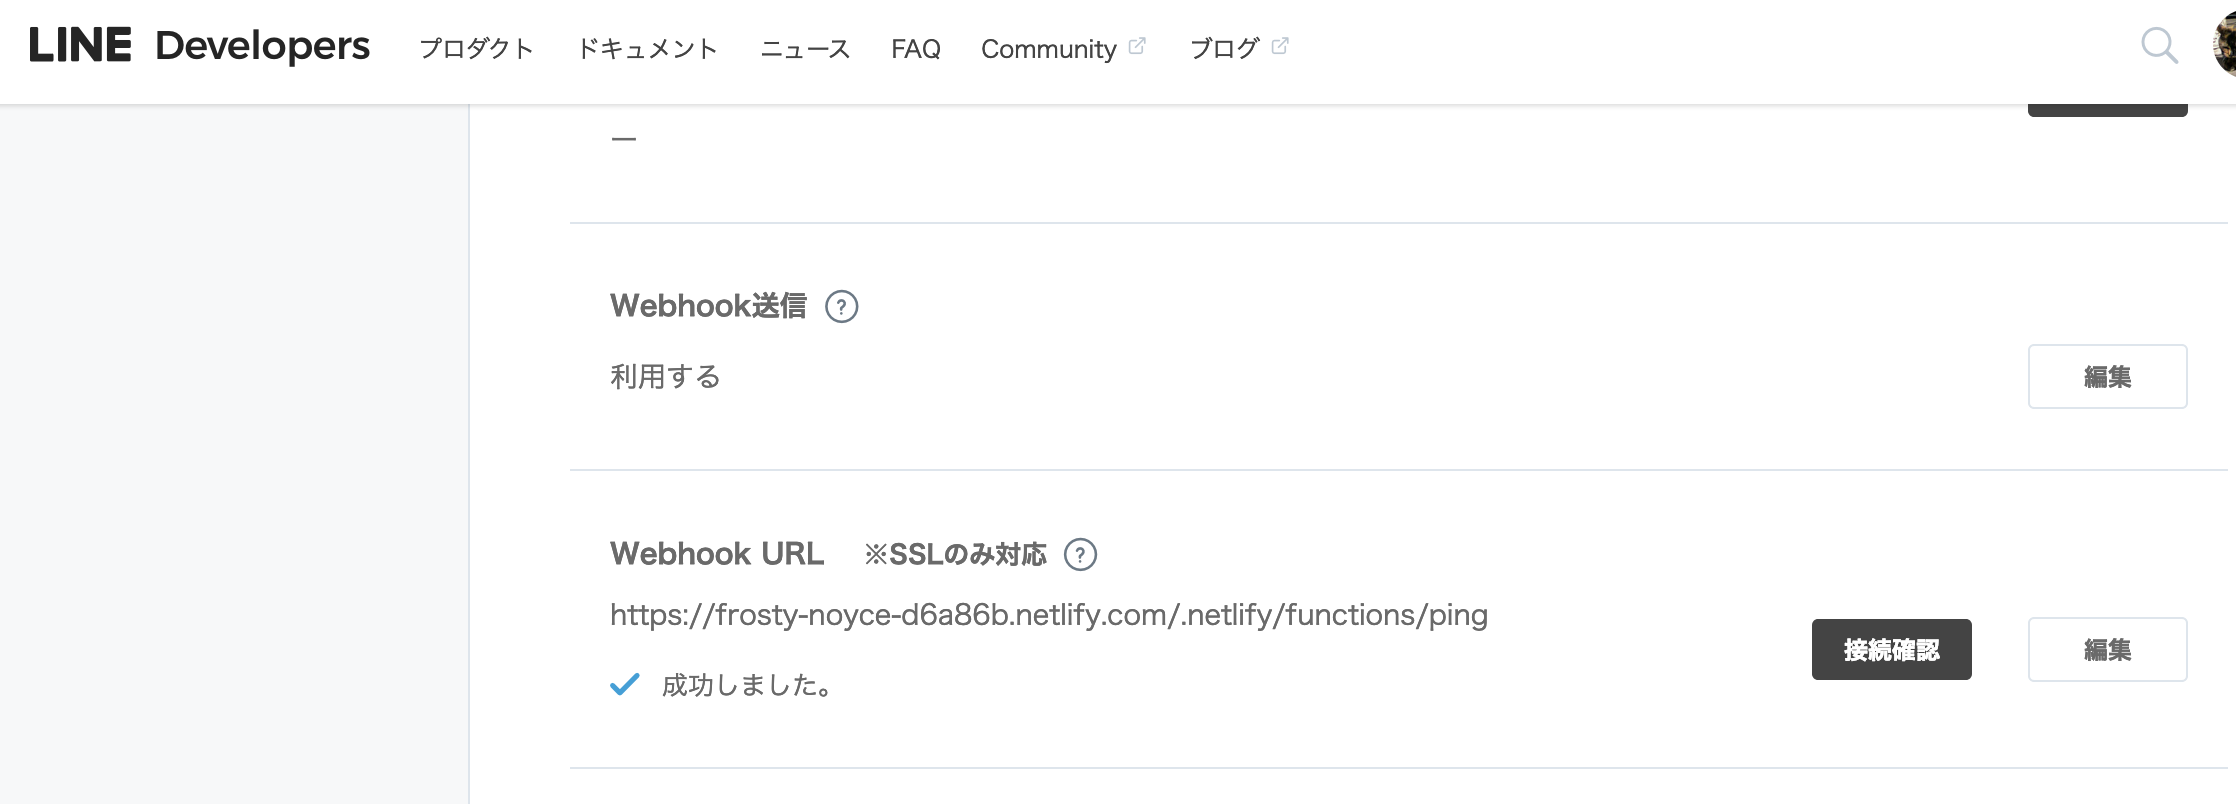 LINE Developers プロダクト ドキュメント ニュース FAQ Community ブログ
—
Webhook送信 ?
利用する
編集
Webhook URL ※SSLのみ対応 ?
https://frosty-noyce-d6a86b.netlify.com/.netlify/functions/ping
接続確認 編集
成功しました。